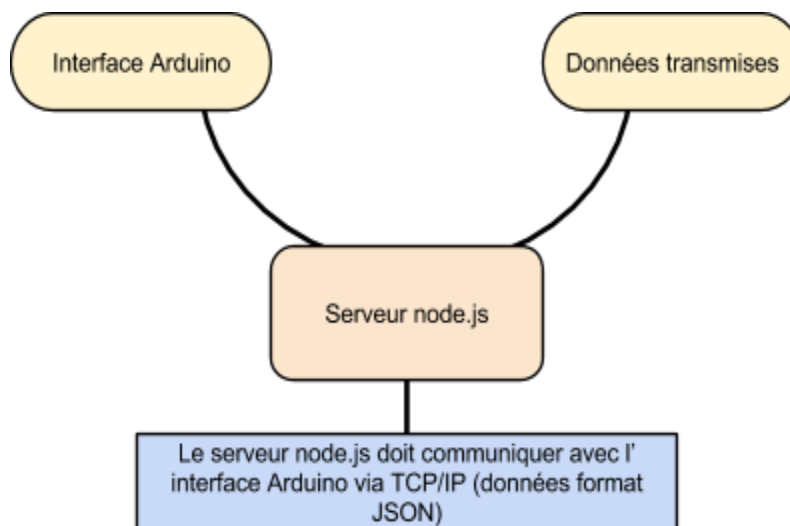 Interface Arduino
Données transmises
Serveur node.js
Le serveur node.js doit communiquer avec l'
interface Arduino via TCP/IP (données format
JSON)